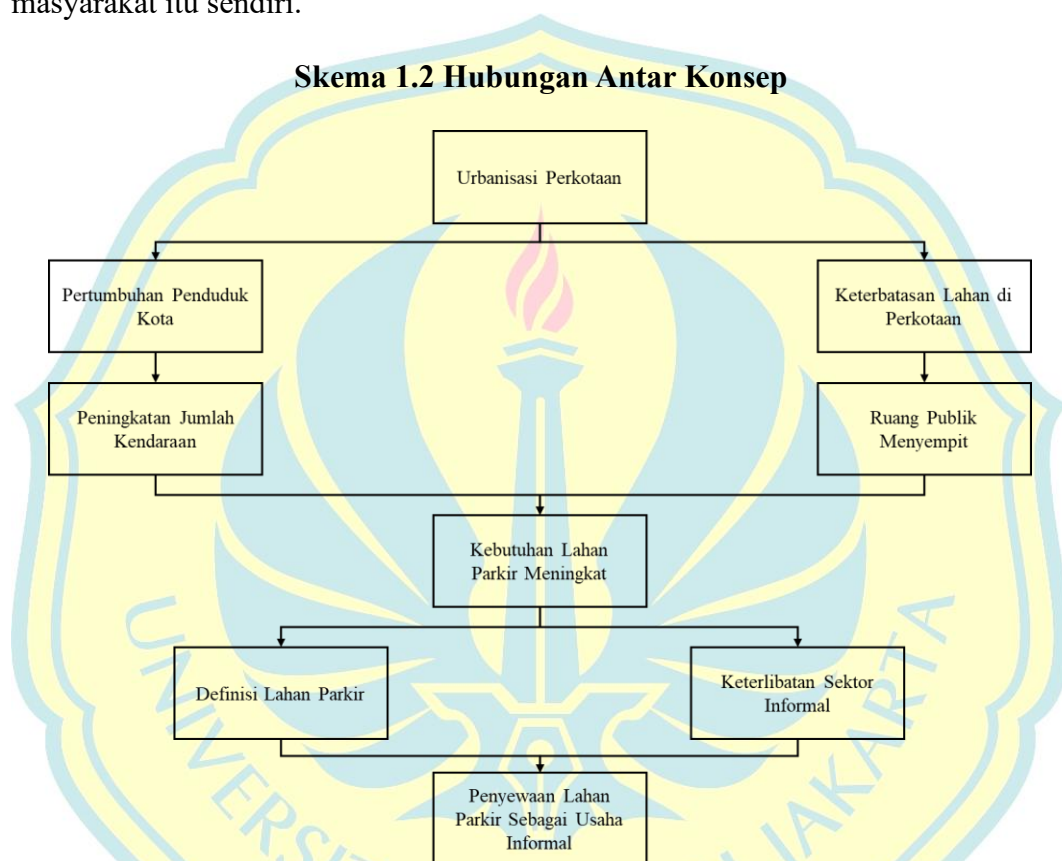 masyarakat itu sendiri.
Skema 1.2 Hubungan Antar Konsep
Urbanisasi Perkotaan
Pertumbuhan Penduduk
Kota
Keterbatasan Lahan di
Perkotaan
Peningkatan Jumlah
Kendaraan
Ruang Publik
Menyempit
Kebutuhan Lahan
Parkir Meningkat
Definisi Lahan Parkir
Keterlibatan Sektor
Informal
Penyewaan Lahan
Parkir Sebagai Usaha
Informal